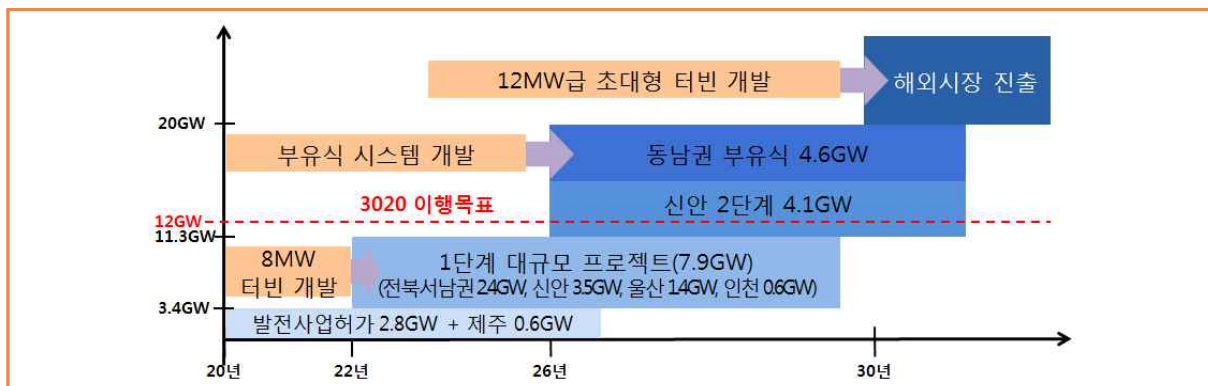 12MW급 초대형 터빈 개발
해외시장 진출
20GW
부유식 시스템 개발
동남권 부유식 4.6GW
3020 이행목표
신안 2단계 4.1GW
12GW
11.3GW
8MW
터빈 개발
1단계 대규모 프로젝트(7.9GW)
(전북서남권 2.4GW, 신안 3.5GW, 울산 1.4GW, 인천 0.6GW)
3.4GW
발전사업허가 2.8GW + 제주 0.6GW
20년
22년
26년
30년